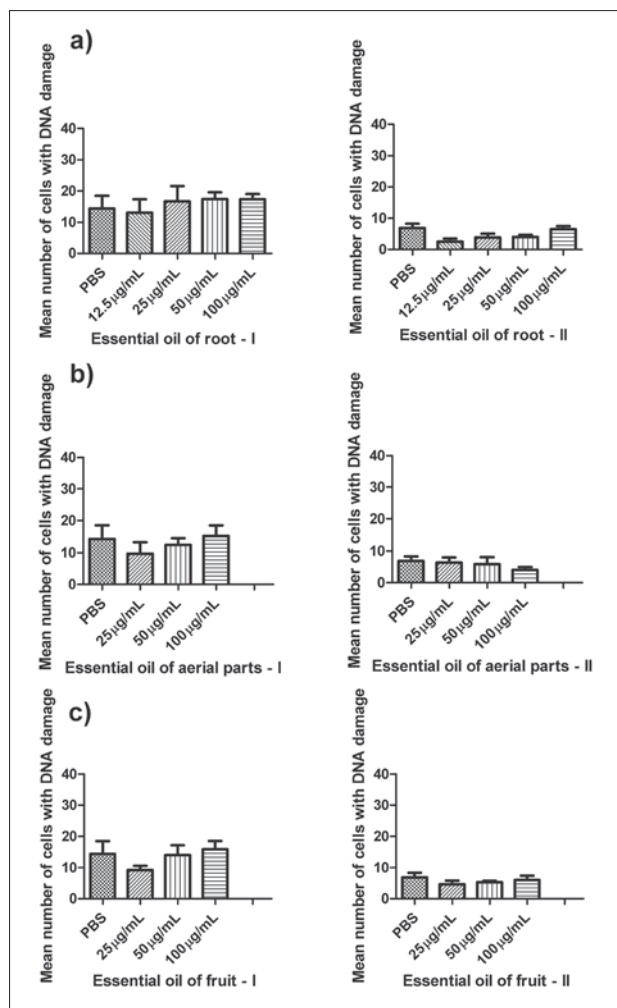 a)
Mean number of cells with DNA damage
40
30
20
10
0
PBS
12.5μg/mL
25μg/mL
50μg/mL
100μg/mL
Essential oil of root - I
Mean number of cells with DNA damage
40
30
20
10
0
PBS
12.5μg/mL
25μg/mL
50μg/mL
100μg/mL
Essential oil of root - II
b)
Mean number of cells with DNA damage
40
30
20
10
0
PBS
25μg/mL
50μg/mL
100μg/mL
Essential oil of aerial parts - I
Mean number of cells with DNA damage
40
30
20
10
0
PBS
25μg/mL
50μg/mL
100μg/mL
Essential oil of aerial parts - II
c)
Mean number of cells with DNA damage
40
30
20
10
0
PBS
25μg/mL
50μg/mL
100μg/mL
Essential oil of fruit - I
Mean number of cells with DNA damage
40
30
20
10
0
PBS
25μg/mL
50μg/mL
100μg/mL
Essential oil of fruit - II